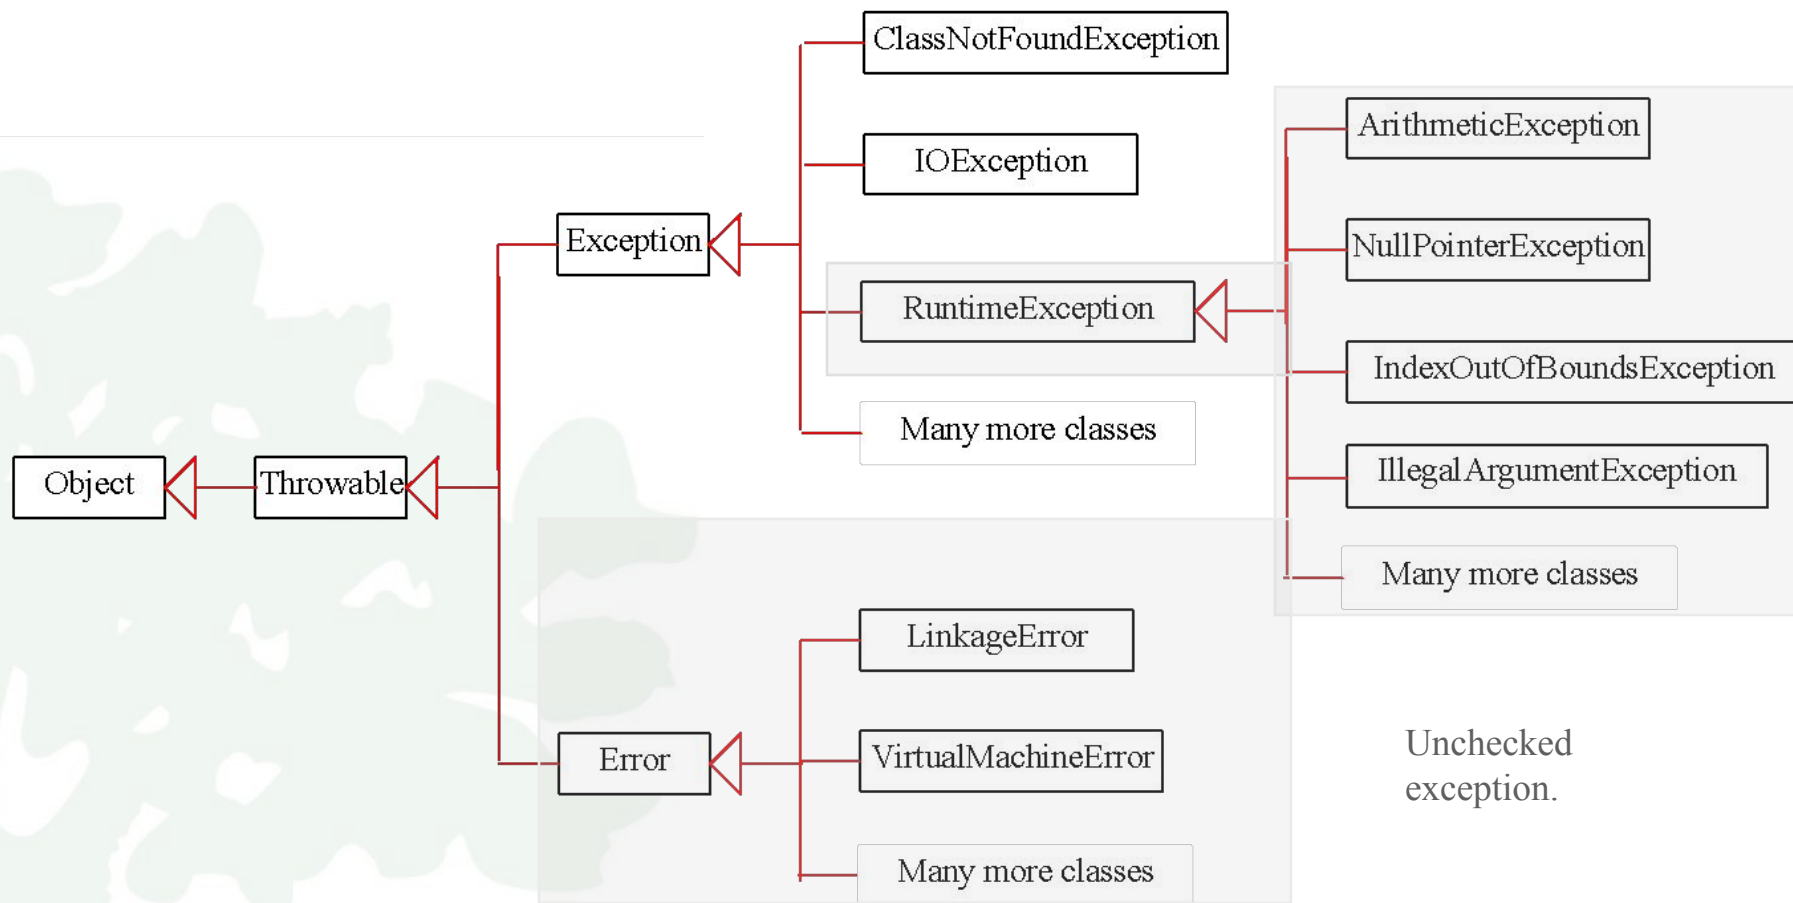 ClassNotFoundException
ArithmeticException
IOException
NullPointerException
Exception
RuntimeException
IndexOutOfBoundsException
Many more classes
IllegalArgumentException
Object
Throwable
Many more classes
LinkageError
Error
VirtualMachineError
Unchecked
exception.
Many more classes